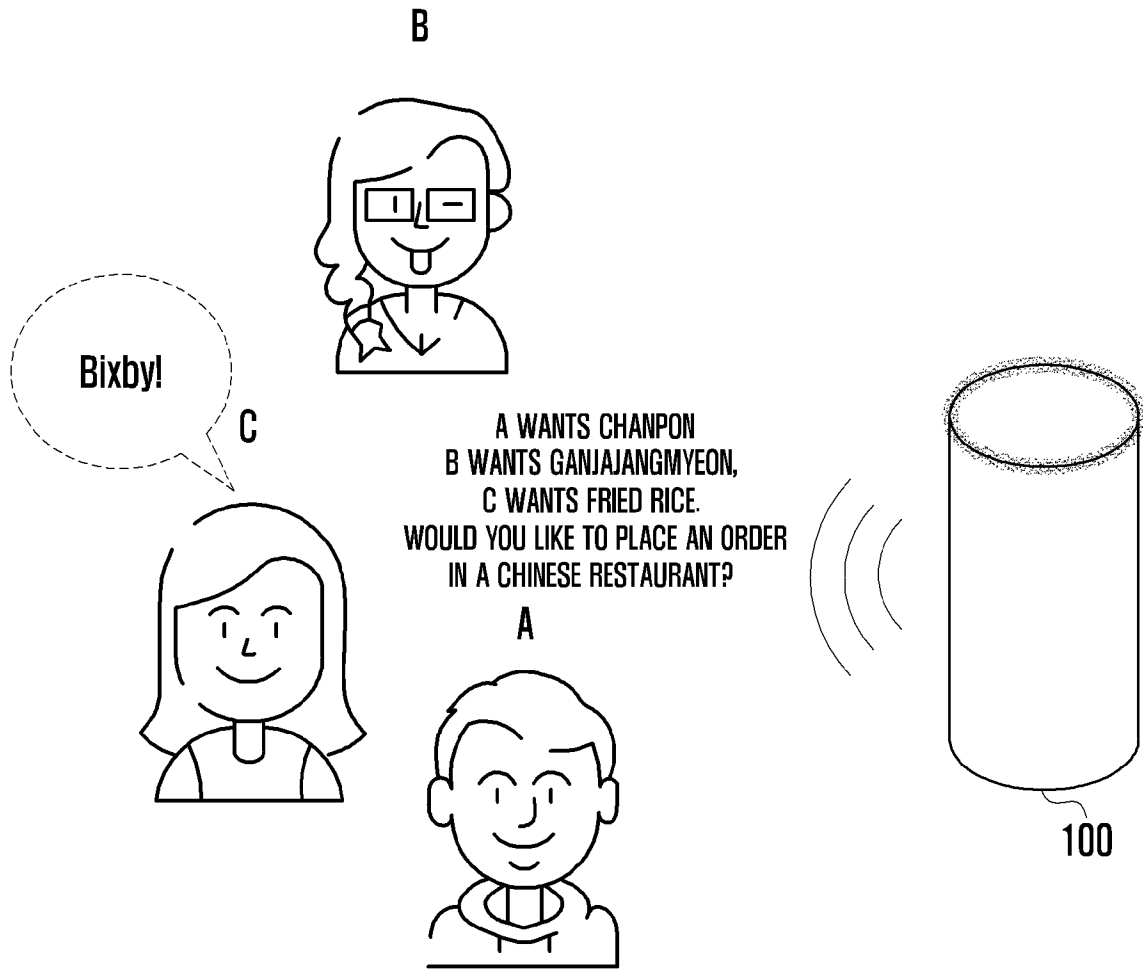 B
Bixby!
C
A WANTS CHANPON
B WANTS GANJAJANGMYEON,
C WANTS FRIED RICE.
WOULD YOU LIKE TO PLACE AN ORDER
IN A CHINESE RESTAURANT?
A
100